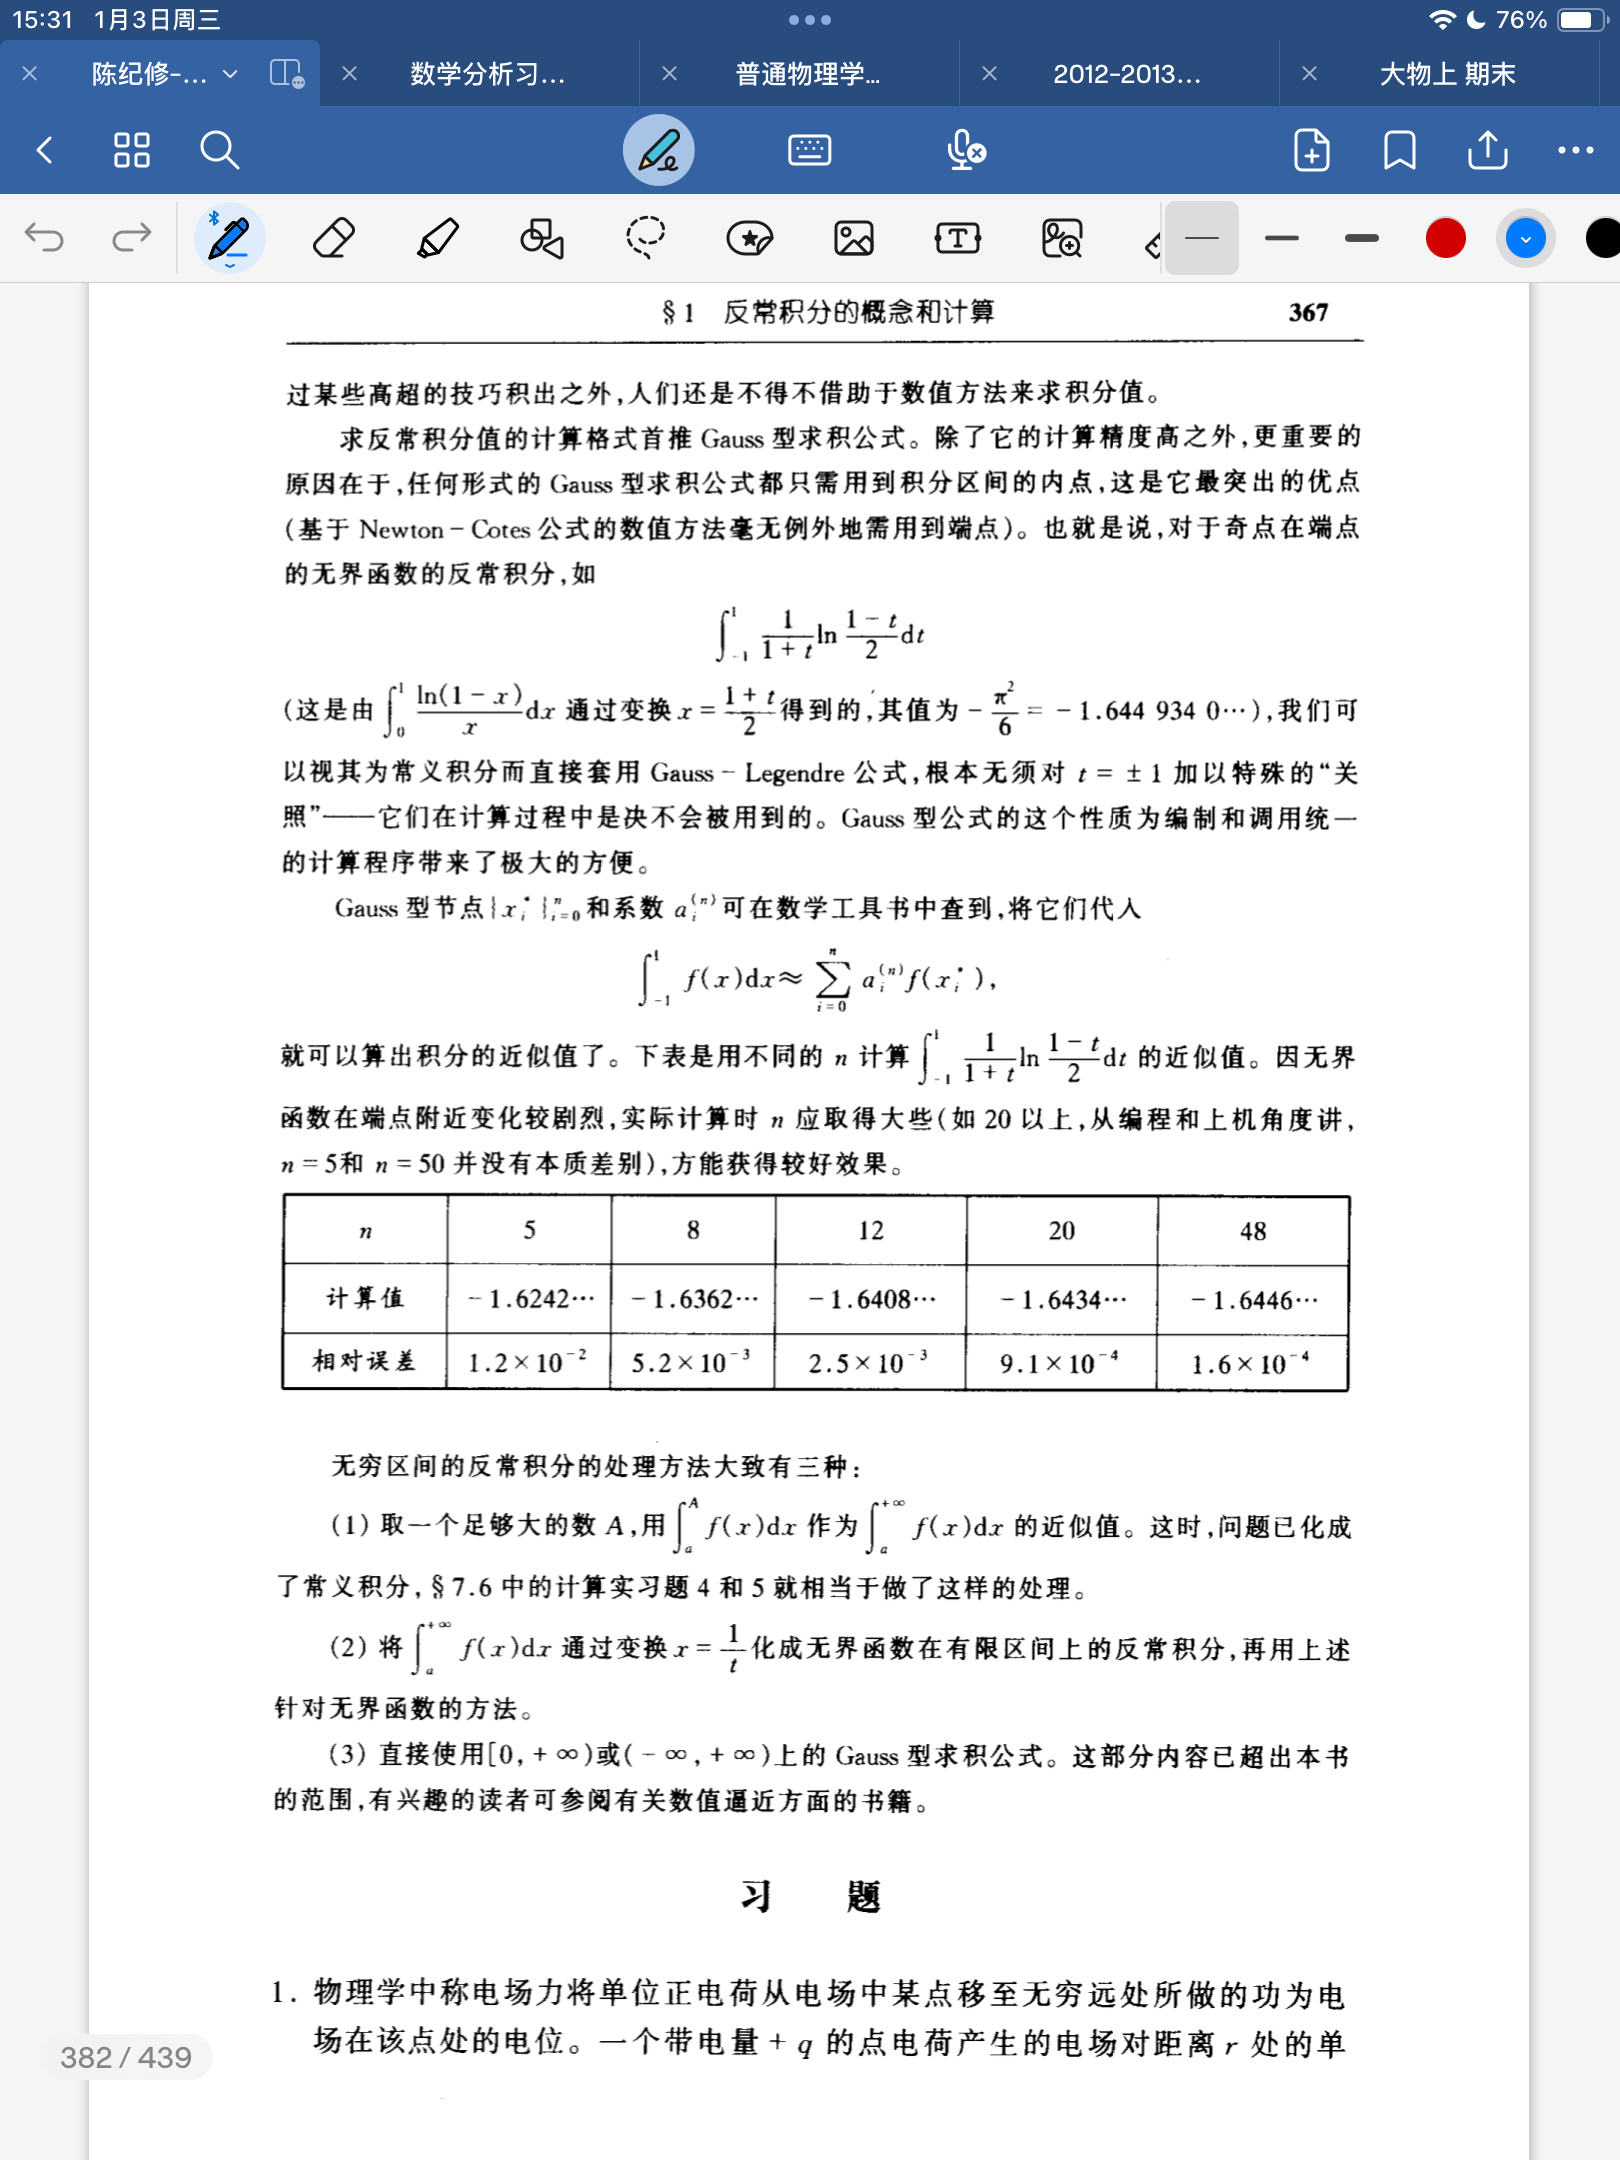 15:31 1月3日周三
76%
陈纪修-...
数学分析习...
普通物理学...
2012-2013...
大物上 期末
§1 反常积分的概念和计算 367
过某些高超的技巧积出之外,人们还是不得不借助于数值方法来求积分值。
求反常积分值的计算格式首推 Gauss 型求积公式。除了它的计算精度高之外,更重要的
原因在于,任何形式的 Gauss 型求积公式都只需用到积分区间的内点,这是它最突出的优点
(基于 Newton－Cotes 公式的数值方法毫无例外地需用到端点)。也就是说,对于奇点在端点
的无界函数的反常积分,如
∫_{-1}^{1} \frac{1}{1+t} ln \frac{1-t}{2} dt
(这是由 ∫_{0}^{1} \frac{ln(1-x)}{x} dx 通过变换 x = \frac{1+t}{2} 得到的,其值为 -\frac{π^2}{6} = -1.644 934 0…),我们可
以视其为常义积分而直接套用 Gauss－Legendre 公式,根本无须对 t = ±1 加以特殊的“关
照”——它们在计算过程中是决不会被用到的。Gauss 型公式的这个性质为编制和调用统一
的计算程序带来了极大的方便。
Gauss 型节点{x_i^*}_{i=0}^{n}和系数 a_i^{(n)}可在数学工具书中查到,将它们代入
∫_{-1}^{1} f(x)dx ≈ ∑_{i=0}^{n} a_i^{(n)} f(x_i^*),
就可以算出积分的近似值了。下表是用不同的 n 计算 ∫_{-1}^{1} \frac{1}{1+t} ln \frac{1-t}{2} dt 的近似值。因无界
函数在端点附近变化较剧烈,实际计算时 n 应取得大些(如 20 以上,从编程和上机角度讲,
n = 5和 n = 50 并没有本质差别),方能获得较好效果。
n 5 8 12 20 48
计算值 -1.6242… -1.6362… -1.6408… -1.6434… -1.6446…
相对误差 1.2×10^{-2} 5.2×10^{-3} 2.5×10^{-3} 9.1×10^{-4} 1.6×10^{-4}
无穷区间的反常积分的处理方法大致有三种:
(1) 取一个足够大的数 A,用 ∫_{a}^{A} f(x)dx 作为 ∫_{a}^{+∞} f(x)dx 的近似值。这时,问题已化成
了常义积分,§7.6 中的计算实习题 4 和 5 就相当于做了这样的处理。
(2) 将 ∫_{a}^{+∞} f(x)dx 通过变换 x = \frac{1}{t} 化成无界函数在有限区间上的反常积分,再用上述
针对无界函数的方法。
(3) 直接使用[0, +∞)或(-∞, +∞)上的 Gauss 型求积公式。这部分内容已超出本书
的范围,有兴趣的读者可参阅有关数值逼近方面的书籍。
习 题
1. 物理学中称电场力将单位正电荷从电场中某点移至无穷远处所做的功为电
场在该点处的电位。一个带电量 + q 的点电荷产生的电场对距离 r 处的单
382 / 439